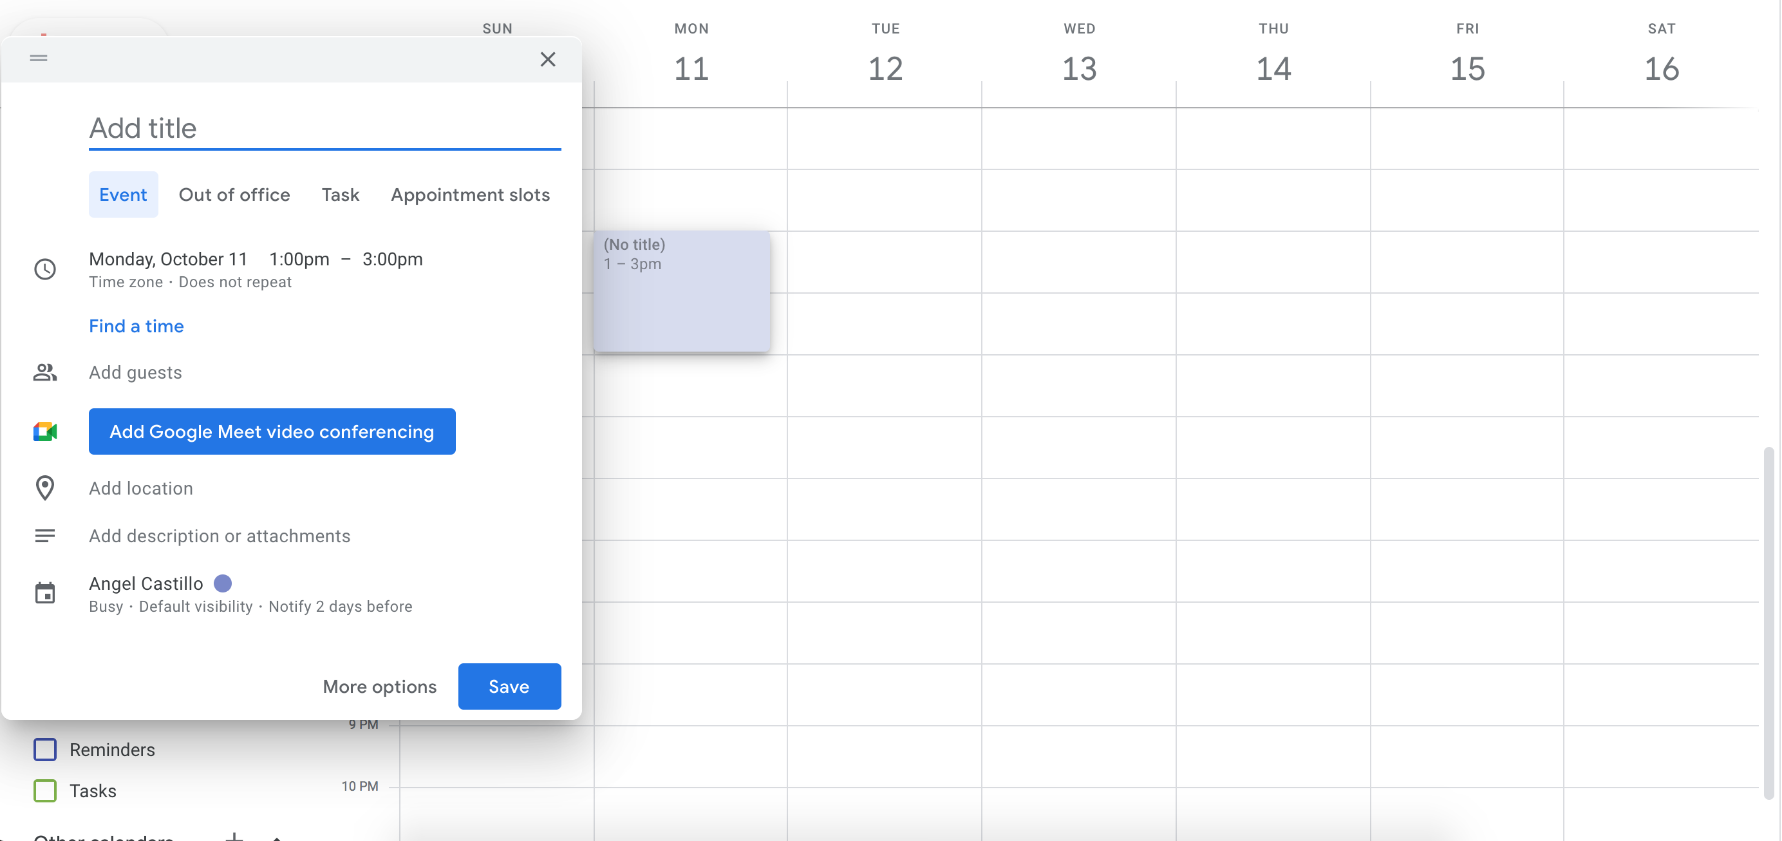 SUN MON TUE WED THU FRI SAT
11 12 13 14 15 16
Add title
Event Out of office Task Appointment slots
Monday, October 11 1:00pm – 3:00pm
Time zone · Does not repeat
Find a time
Add guests
Add Google Meet video conferencing
Add location
Add description or attachments
Angel Castillo
Busy · Default visibility · Notify 2 days before
More options Save
(No title)
1 – 3pm
9 PM
Reminders
10 PM
Tasks
Other calendars